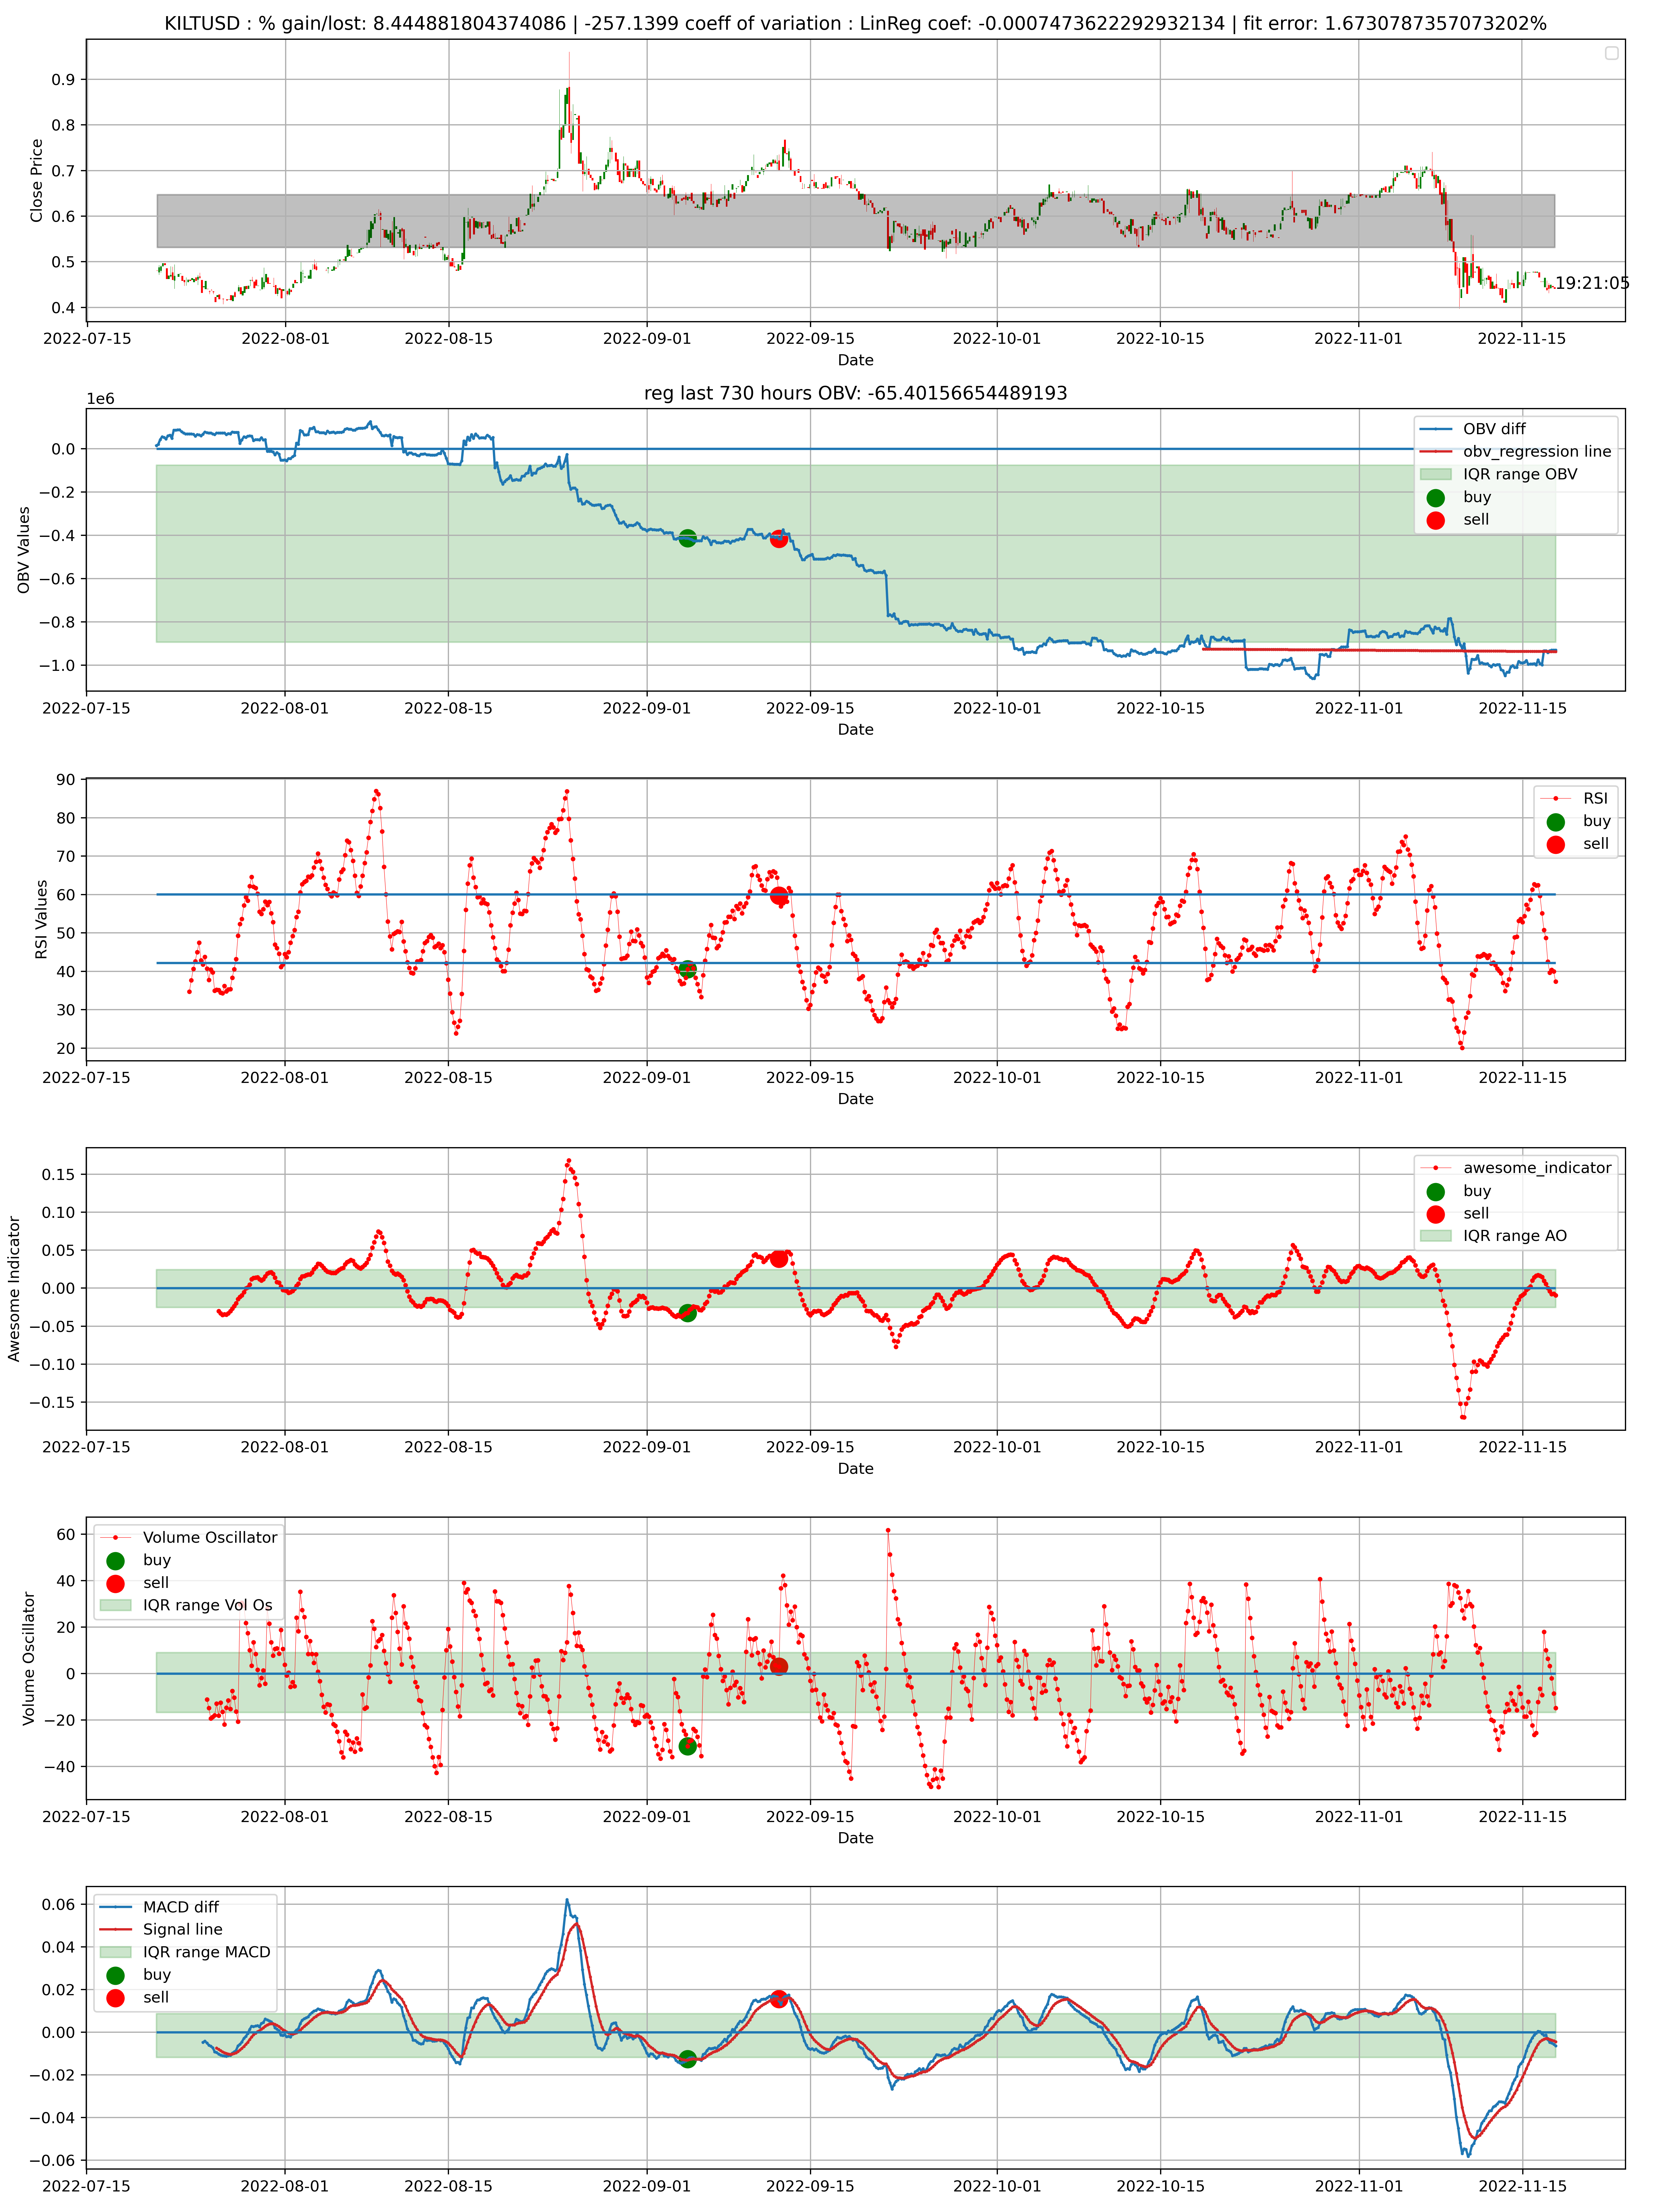 KILTUSD : % gain/lost: 8.444881804374086 | -257.1399 coeff of variation : LinReg coef: -0.0007473622292932134 | fit error: 1.6730787357073202%
0.9
0.8
0.7
0.6
0.5
0.4
Close Price
19:21:05
2022-07-15 2022-08-01 2022-08-15 2022-09-01 2022-09-15 2022-10-01 2022-10-15 2022-11-01 2022-11-15
Date
reg last 730 hours OBV: -65.40156654489193
1e6
0.0
−0.2
−0.4
−0.6
−0.8
−1.0
OBV Values
OBV diff
obv_regression line
IQR range OBV
buy
sell
2022-07-15 2022-08-01 2022-08-15 2022-09-01 2022-09-15 2022-10-01 2022-10-15 2022-11-01 2022-11-15
Date
90
80
70
60
50
40
30
20
RSI Values
RSI
buy
sell
2022-07-15 2022-08-01 2022-08-15 2022-09-01 2022-09-15 2022-10-01 2022-10-15 2022-11-01 2022-11-15
Date
0.15
0.10
0.05
0.00
−0.05
−0.10
−0.15
Awesome Indicator
awesome_indicator
buy
sell
IQR range AO
2022-07-15 2022-08-01 2022-08-15 2022-09-01 2022-09-15 2022-10-01 2022-10-15 2022-11-01 2022-11-15
Date
60
40
20
0
−20
−40
Volume Oscillator
Volume Oscillator
buy
sell
IQR range Vol Os
2022-07-15 2022-08-01 2022-08-15 2022-09-01 2022-09-15 2022-10-01 2022-10-15 2022-11-01 2022-11-15
Date
0.06
0.04
0.02
0.00
−0.02
−0.04
−0.06
MACD diff
Signal line
IQR range MACD
buy
sell
2022-07-15 2022-08-01 2022-08-15 2022-09-01 2022-09-15 2022-10-01 2022-10-15 2022-11-01 2022-11-15